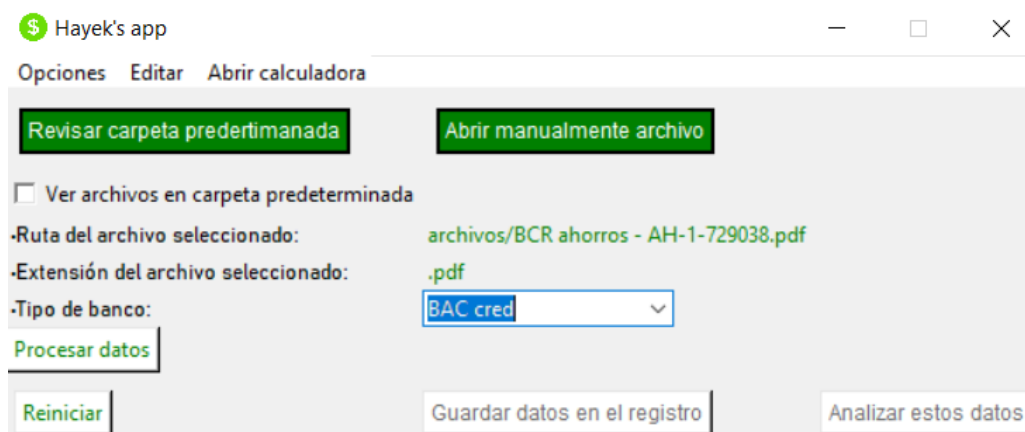 $ Hayek's app
Opciones Editar Abrir calculadora
Revisar carpeta predertimanada Abrir manualmente archivo
Ver archivos en carpeta predeterminada
·Ruta del archivo seleccionado: archivos/BCR ahorros - AH-1-729038.pdf
·Extensión del archivo seleccionado: .pdf
·Tipo de banco: BAC cred
Procesar datos
Reiniciar Guardar datos en el registro Analizar estos datos